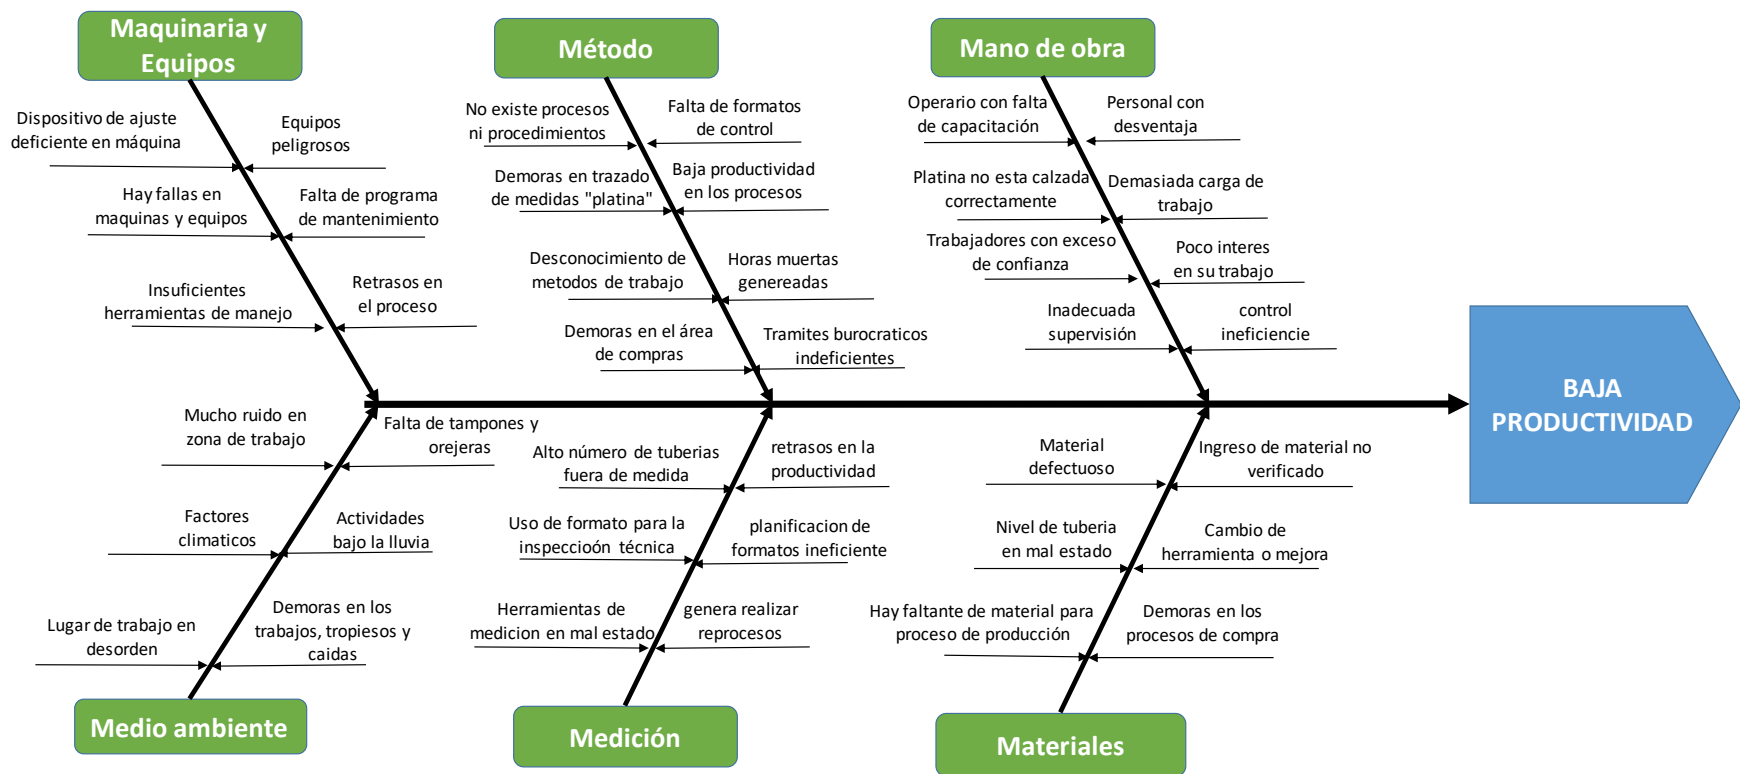 Maquinaria y
Equipos
Método
Mano de obra
Dispositivo de ajuste
deficiente en máquina
Equipos
peligrosos
Hay fallas en
maquinas y equipos
Falta de programa
de mantenimiento
Insuficientes
herramientas de manejo
Retrasos en
el proceso
No existe procesos
ni procedimientos
Falta de formatos
de control
Demoras en trazado
de medidas "platina"
Baja productividad
en los procesos
Desconocimiento de
metodos de trabajo
Horas muertas
genereadas
Demoras en el área
de compras
Tramites burocraticos
indeficientes
Operario con falta
de capacitación
Personal con
desventaja
Platina no esta calzada
correctamente
Demasiada carga de
trabajo
Trabajadores con exceso
de confianza
Poco interes
en su trabajo
Inadecuada
supervisión
control
ineficiencie
BAJA
PRODUCTIVIDAD
Mucho ruido en
zona de trabajo
Falta de tampones y
orejeras
Factores
climaticos
Actividades
bajo la lluvia
Lugar de trabajo en
desorden
Demoras en los
trabajos, tropiesos y
caidas
Alto número de tuberias
fuera de medida
retrasos en la
productividad
Uso de formato para la
inspeccioón técnica
planificacion de
formatos ineficiente
Herramientas de
medicion en mal estado
genera realizar
reprocesos
Material
defectuoso
Ingreso de material no
verificado
Nivel de tuberia
en mal estado
Cambio de
herramienta o mejora
Hay faltante de material para
proceso de producción
Demoras en los
procesos de compra
Medio ambiente
Medición
Materiales